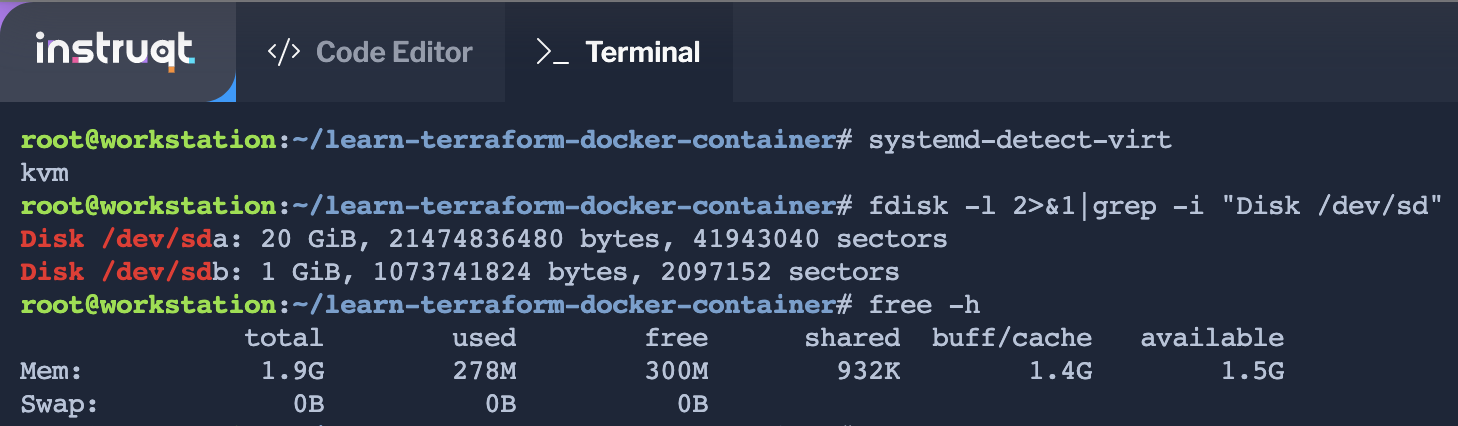 instruqt </> Code Editor >_ Terminal
root@workstation:~/learn-terraform-docker-container# systemd-detect-virt
kvm
root@workstation:~/learn-terraform-docker-container# fdisk -l 2>&1|grep -i "Disk /dev/sd"
Disk /dev/sda: 20 GiB, 21474836480 bytes, 41943040 sectors
Disk /dev/sdb: 1 GiB, 1073741824 bytes, 2097152 sectors
root@workstation:~/learn-terraform-docker-container# free -h
              total        used        free      shared  buff/cache   available
Mem:           1.9G        278M        300M        932K        1.4G        1.5G
Swap:            0B          0B          0B